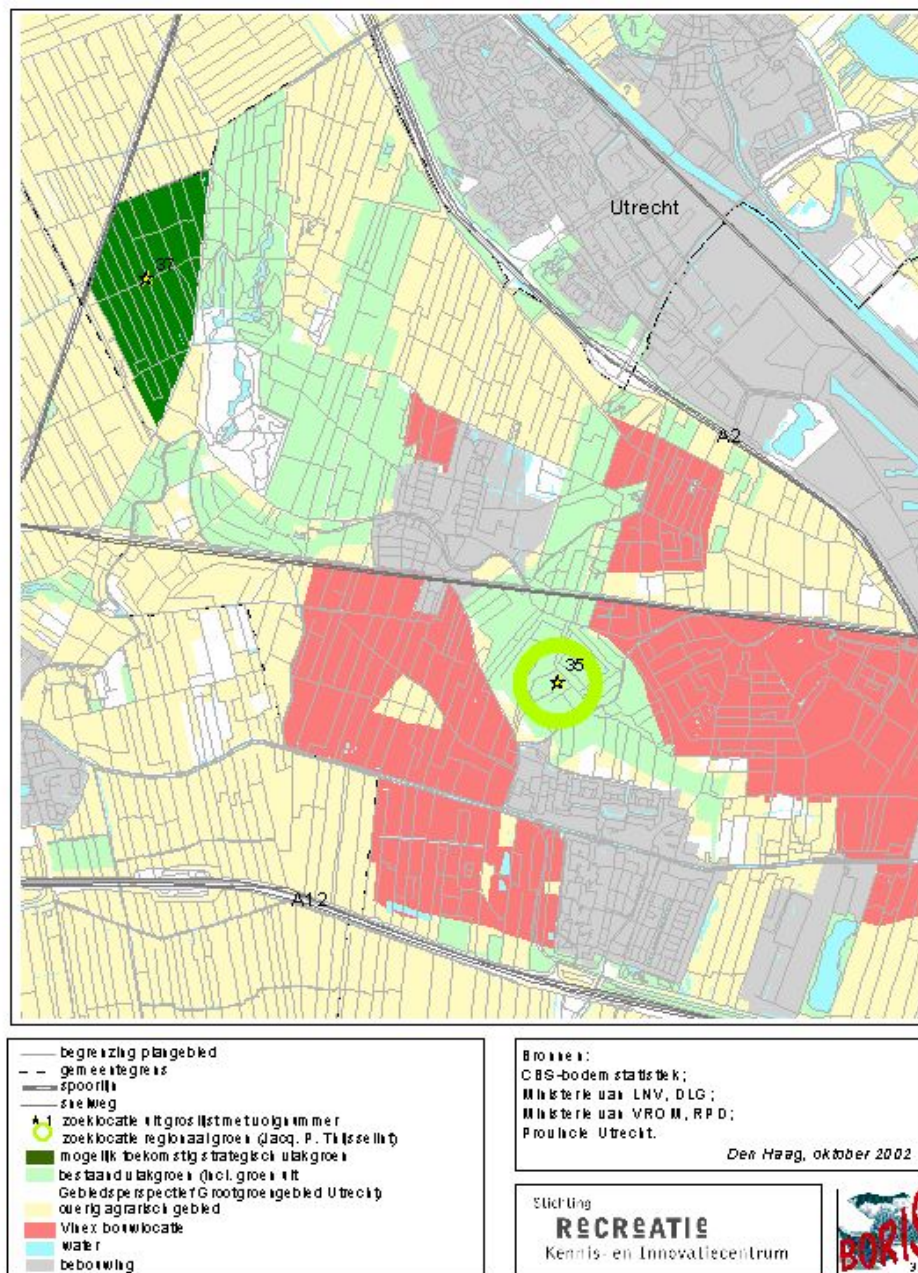 Utrecht
37
A2
35
A12
begrenzing plangebied
gemeentegrens
spoorlijn
snelweg
1 zoeklocatie uit groslijst met volgnummer
zoeklocatie regionaal groen (Jacq. P. Thijsselint)
mogelijk toekomstig strategisch vlakgroen
bestaand vlakgroen (incl. groen uit
Gebiedsperspectief Grootgroengebied Utrecht)
overig agrarisch gebied
Vinex bouwlocatie
water
bebouwing
Bronnen:
CBS-bodemstatistiek;
Ministerie van LNV, DLG;
Ministerie van VROM, RPD;
Provincie Utrecht.
Den Haag, oktober 2002
Stichting
RECREATIE
Kennis- en Innovatiecentrum